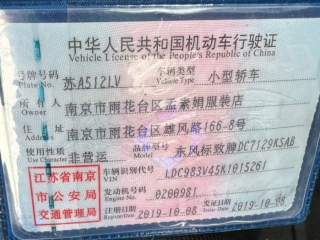 中华人民共和国机动车行驶证
Vehicle License of the People's Republic of China
号牌号码 苏A512LV 车辆类型 小型轿车
Plate No. Vehicle Type
所有人 南京市雨花台区孟素娟服装店
Owner
住址 南京市雨花台区雄风路166-8号
Address
使用性质 非营运 品牌型号 东风标致牌DC7129KSAB
Use Character Model
江苏省南京市公安局交通管理局
车辆识别代号 LDC983V45K1015261
VIN
发动机号码 0200981
Engine No.
注册日期 2019-10-08 发证日期 2019-10-08
Register Date Issue Date